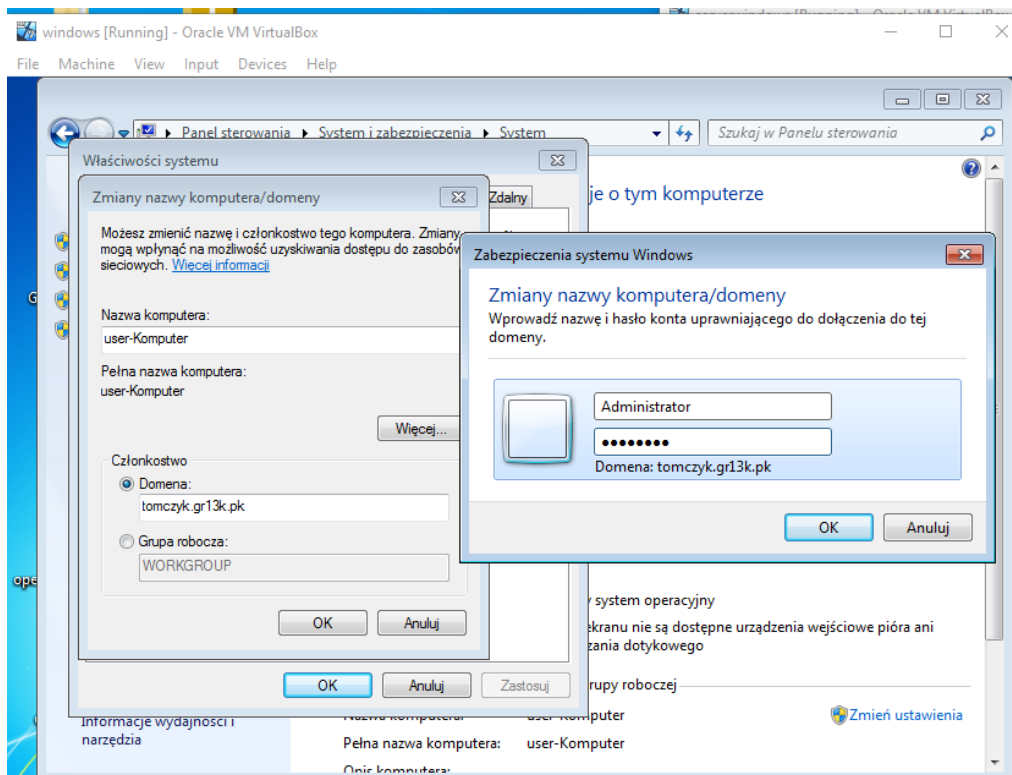 windows [Running] - Oracle VM VirtualBox
File Machine View Input Devices Help
Panel sterowania System i zabezpieczenia System
Szukaj w Panelu sterowania
Właściwości systemu
Zdalny
je o tym komputerze
Zmiany nazwy komputera/domeny
Możesz zmienić nazwę i członkostwo tego komputera. Zmiany
mogą wpłynąć na możliwość uzyskiwania dostępu do zasobów
sieciowych. Więcej informacji
Nazwa komputera:
user-Komputer
Pełna nazwa komputera:
user-Komputer
Więcej...
Członkostwo
Domena:
tomczyk.gr13k.pk
Grupa robocza:
WORKGROUP
OK Anuluj
OK Anuluj Zastosuj
Zabezpieczenia systemu Windows
Zmiany nazwy komputera/domeny
Wprowadź nazwę i hasło konta uprawniającego do dołączenia do tej
domeny.
Administrator
Domena: tomczyk.gr13k.pk
OK Anuluj
system operacyjny
ekranu nie są dostępne urządzenia wejściowe pióra ani
zania dotykowego
rupy roboczej
Informacje wydajności i
narzędzia
Nazwa komputera: user-Komputer
Zmień ustawienia
Pełna nazwa komputera: user-Komputer
Opis komputera: